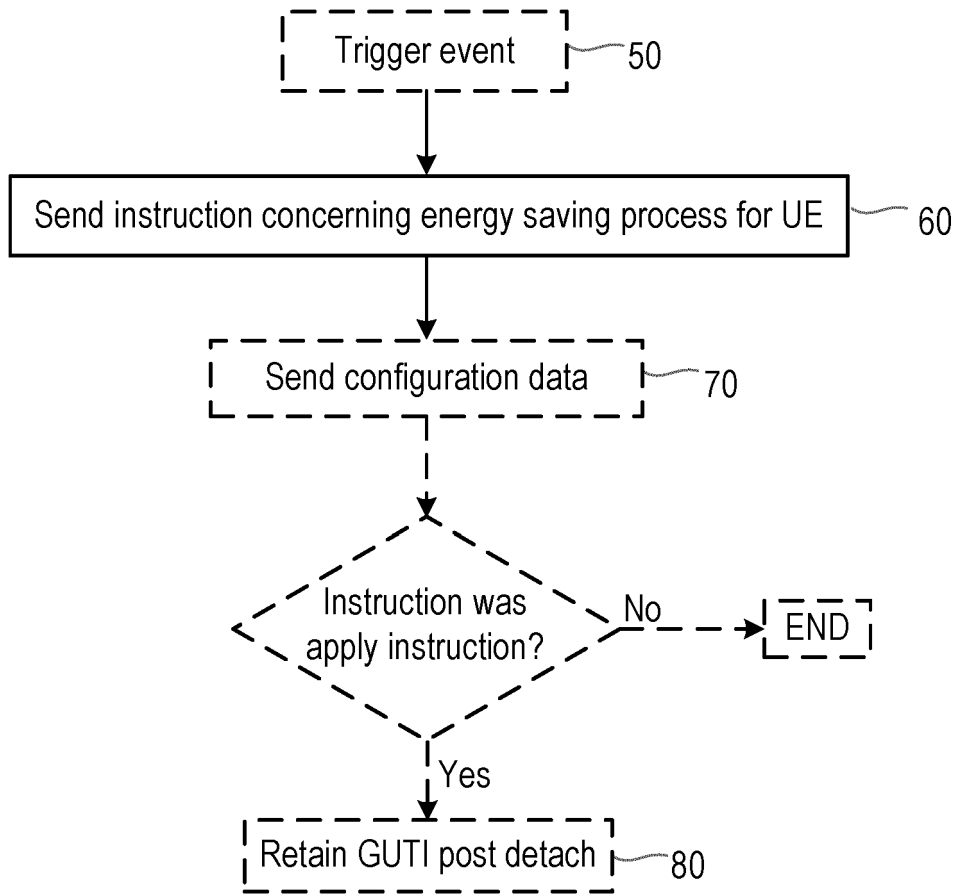 Trigger event
50
Send instruction concerning energy saving process for UE
60
Send configuration data
70
Instruction was
apply instruction?
No
END
Yes
Retain GUTI post detach
80